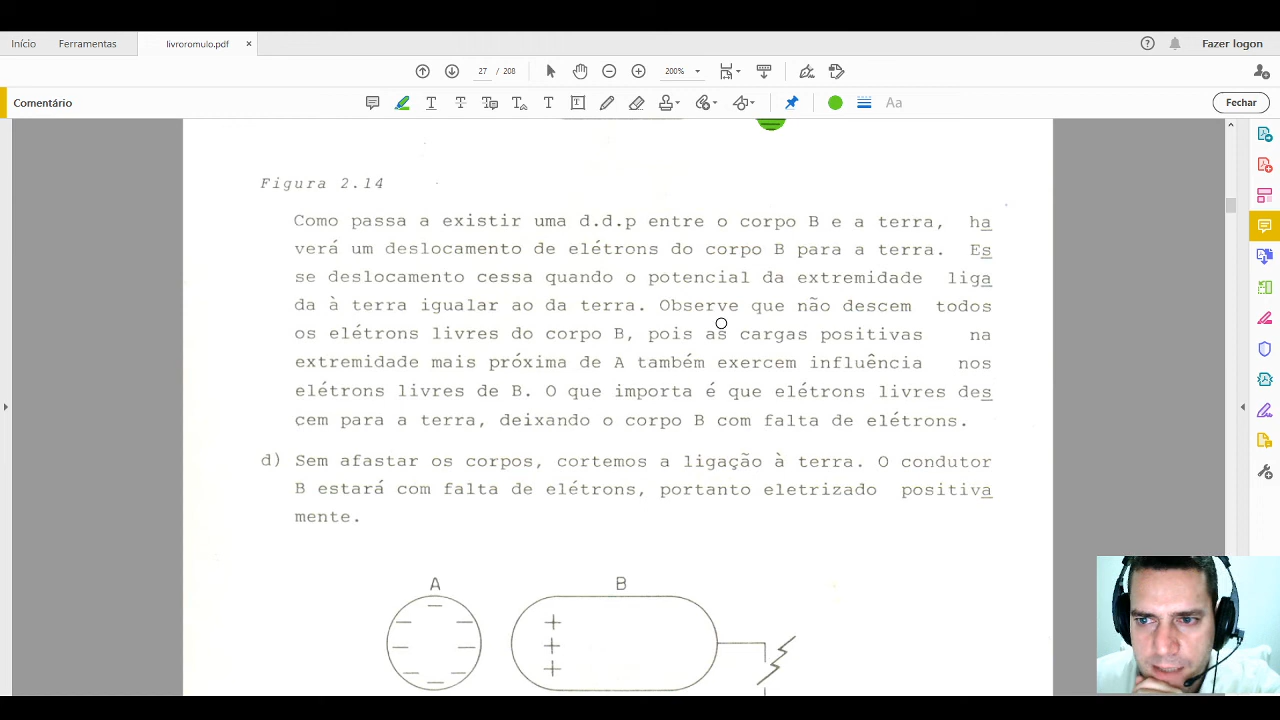 Início Ferramentas livroromulo.pdf × Fazer logon
27 / 208 200%
Comentário Aa Fechar
Figura 2.14
Como passa a existir uma d.d.p entre o corpo B e a terra, ha
verá um deslocamento de elétrons do corpo B para a terra. Es
se deslocamento cessa quando o potencial da extremidade liga
da à terra igualar ao da terra. Observe que não descem todos
os elétrons livres do corpo B, pois as cargas positivas na
extremidade mais próxima de A também exercem influência nos
elétrons livres de B. O que importa é que elétrons livres des
cem para a terra, deixando o corpo B com falta de elétrons.
d) Sem afastar os corpos, cortemos a ligação à terra. O condutor
B estará com falta de elétrons, portanto eletrizado positiva
mente.
A B